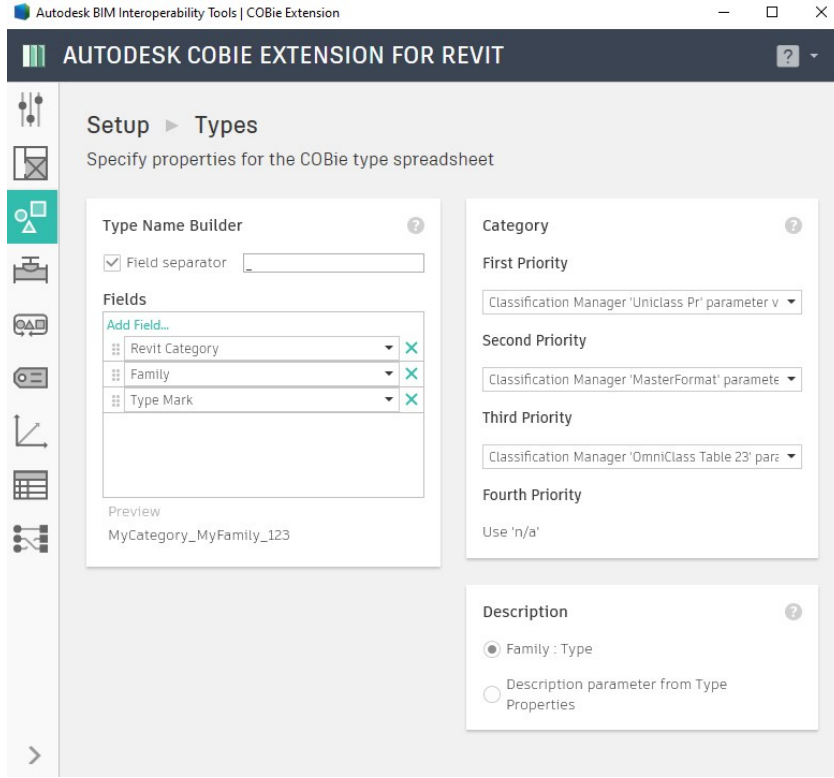 Autodesk BIM Interoperability Tools | COBie Extension
AUTODESK COBIE EXTENSION FOR REVIT
?
Setup ▶ Types
Specify properties for the COBie type spreadsheet
Type Name Builder
?
Field separator
_
Fields
Add Field...
Revit Category
Family
Type Mark
Preview
MyCategory_MyFamily_123
Category
?
First Priority
Classification Manager 'Uniclass Pr' parameter v
Second Priority
Classification Manager 'MasterFormat' paramete
Third Priority
Classification Manager 'OmniClass Table 23' para
Fourth Priority
Use 'n/a'
Description
?
Family : Type
Description parameter from Type
Properties